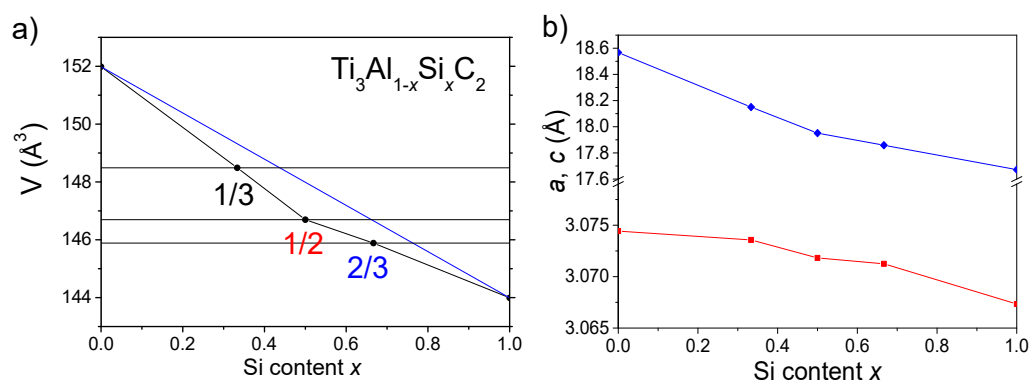 a)
Ti₃Al₁₋ₓSiₓC₂
V (Å³)
152
150
148
146
144
1/3
1/2
2/3
0.0 0.2 0.4 0.6 0.8 1.0
Si content x
b)
a, c (Å)
18.6
18.4
18.2
18.0
17.8
17.6
3.075
3.070
3.065
0.0 0.2 0.4 0.6 0.8 1.0
Si content x